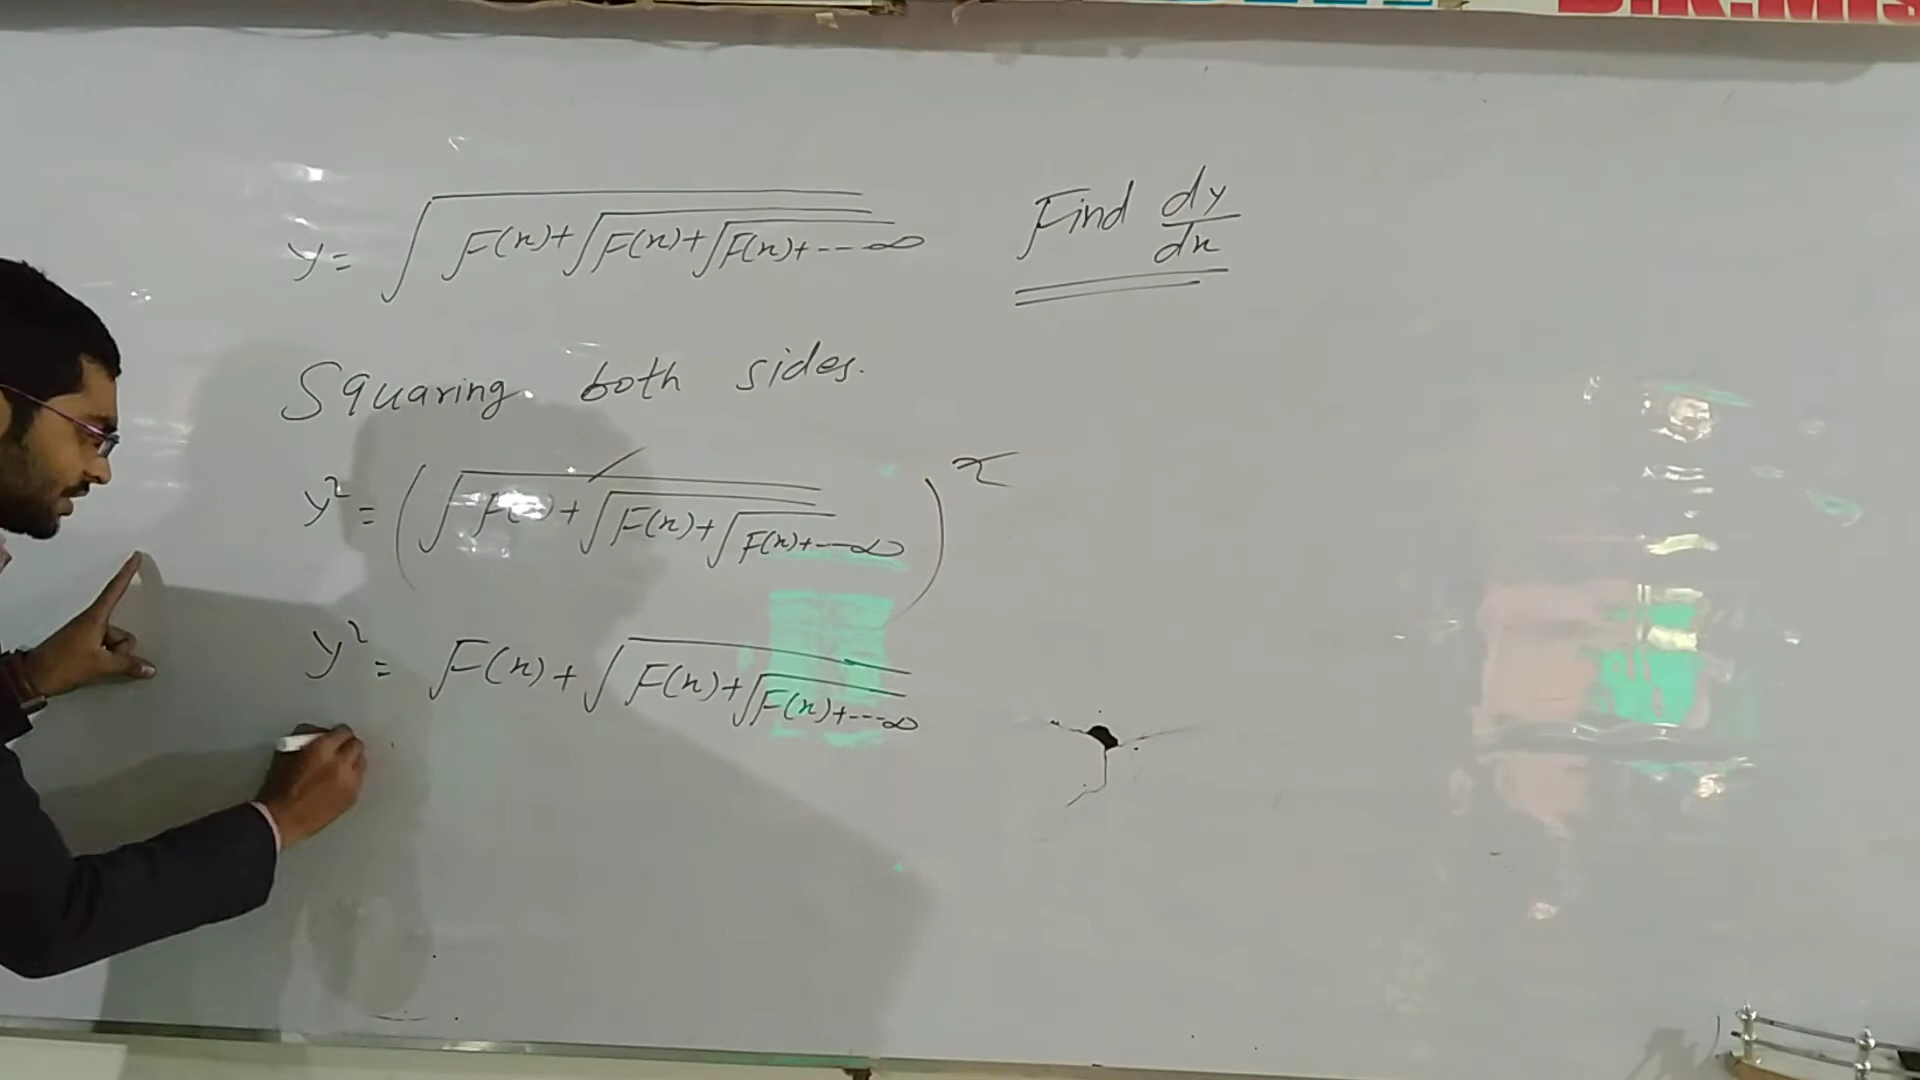 y = √(F(x)+√(F(x)+√(F(x)+---∞ Find dy/dx
Squaring both sides.
y² = (√(F(x)+√(F(x)+√(F(x)+---∞)²
y² = F(x)+√(F(x)+√(F(x)+---∞